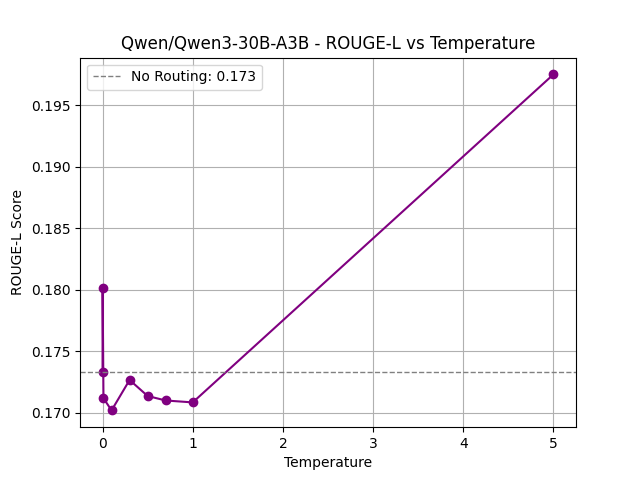 Qwen/Qwen3-30B-A3B - ROUGE-L vs Temperature
No Routing: 0.173
0.195
0.190
0.185
0.180
0.175
0.170
ROUGE-L Score
0 1 2 3 4 5
Temperature